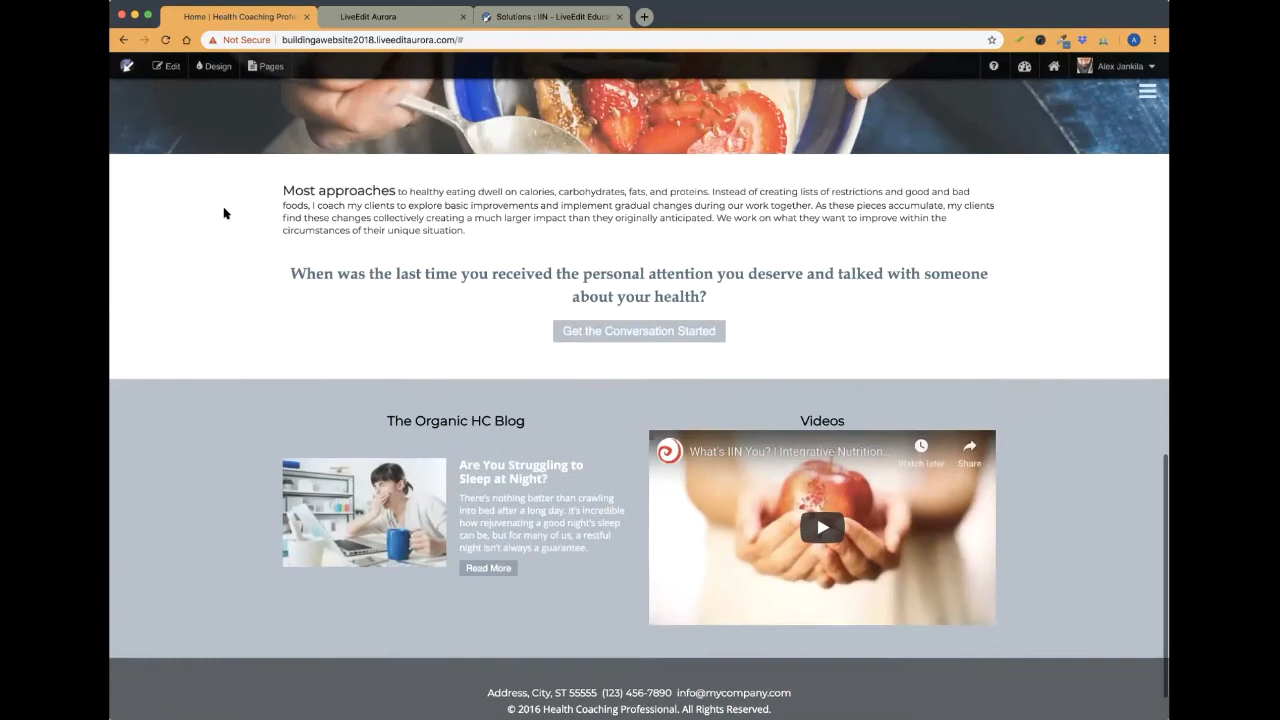 Home | Health Coaching Profe
LiveEdit Aurora
Solutions : IIN - LiveEdit Educa
Not Secure
buildingawebsite2018.liveeditaurora.com/#
A
Edit
Design
Pages
Alex Jankila
Most approaches to healthy eating dwell on calories, carbohydrates, fats, and proteins. Instead of creating lists of restrictions and good and bad
foods, I coach my clients to explore basic improvements and implement gradual changes during our work together. As these pieces accumulate, my clients
find these changes collectively creating a much larger impact than they originally anticipated. We work on what they want to improve within the
circumstances of their unique situation.
When was the last time you received the personal attention you deserve and talked with someone
about your health?
Get the Conversation Started
The Organic HC Blog
Are You Struggling to
Sleep at Night?
There's nothing better than crawling
into bed after a long day. It's incredible
how rejuvenating a good night's sleep
can be, but for many of us, a restful
night isn't always a guarantee.
Read More
Videos
What's IIN You? | Integrative Nutrition...
Watch later
Share
Address, City, ST 55555 (123) 456-7890 info@mycompany.com
© 2016 Health Coaching Professional. All Rights Reserved.